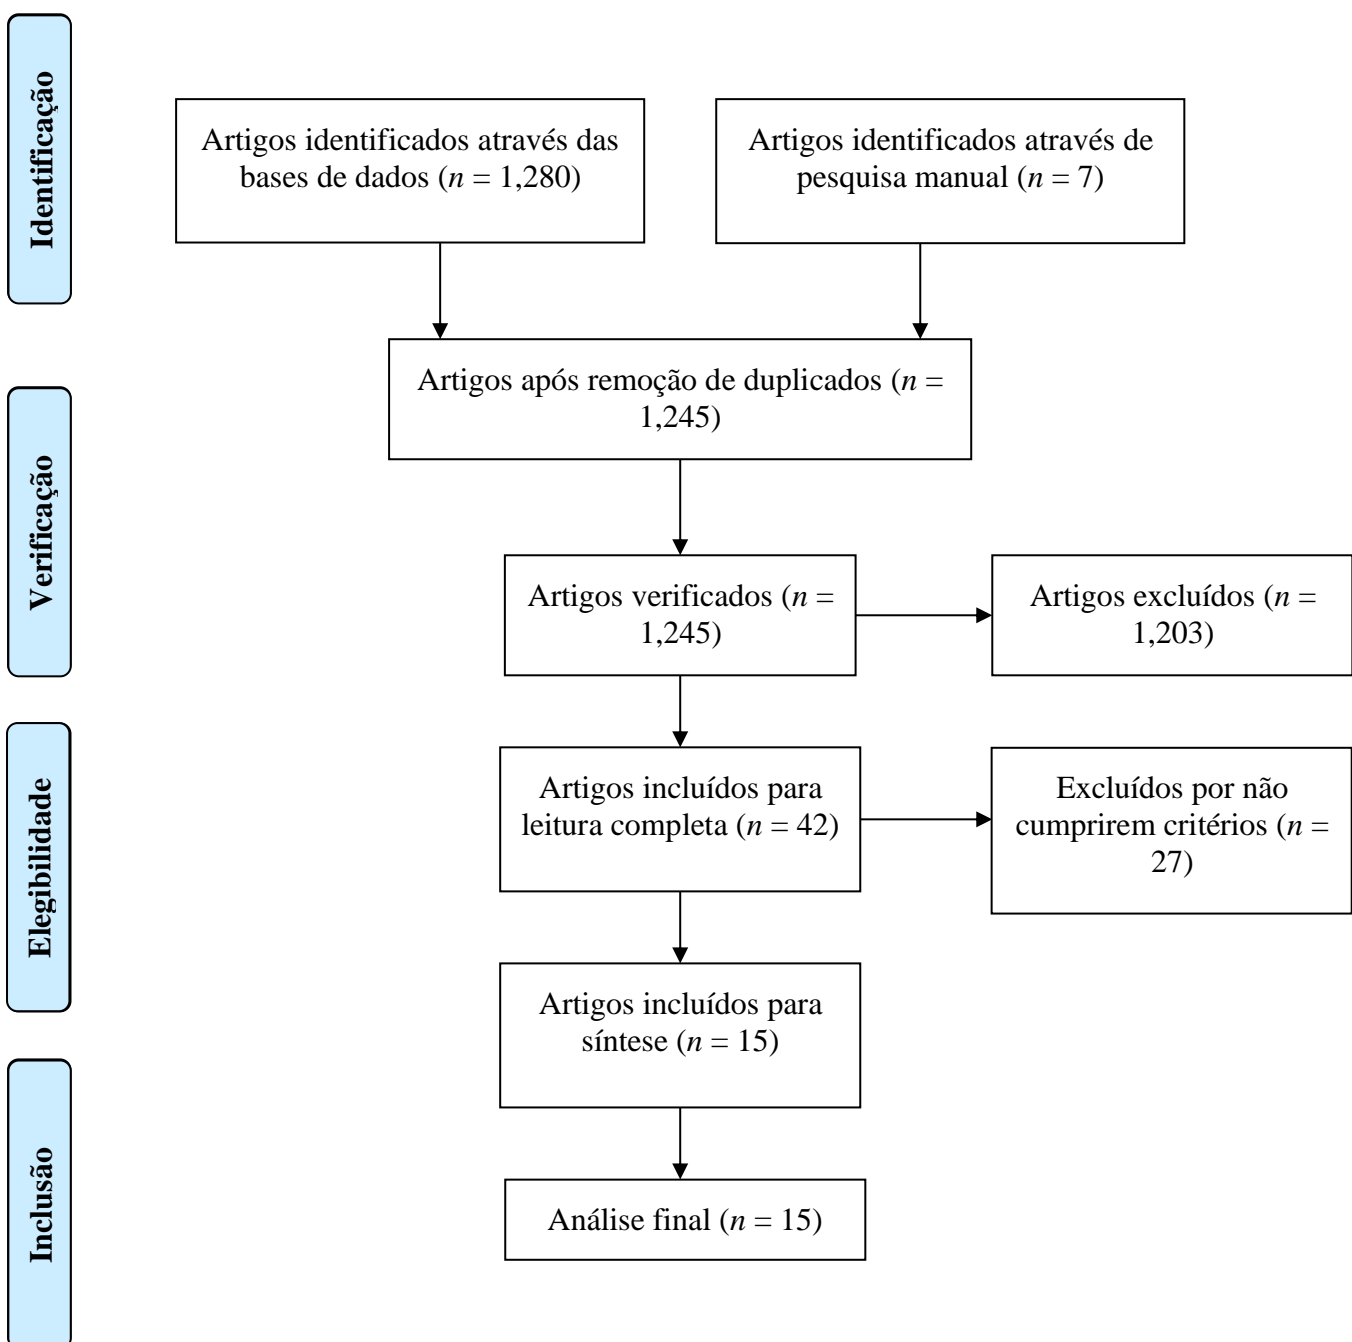 Identificação
Artigos identificados através das
bases de dados (n = 1,280)
Artigos identificados através de
pesquisa manual (n = 7)
Artigos após remoção de duplicados (n =
1,245)
Verificação
Artigos verificados (n =
1,245)
Artigos excluídos (n =
1,203)
Elegibilidade
Artigos incluídos para
leitura completa (n = 42)
Excluídos por não
cumprirem critérios (n =
27)
Artigos incluídos para
síntese (n = 15)
Inclusão
Análise final (n = 15)